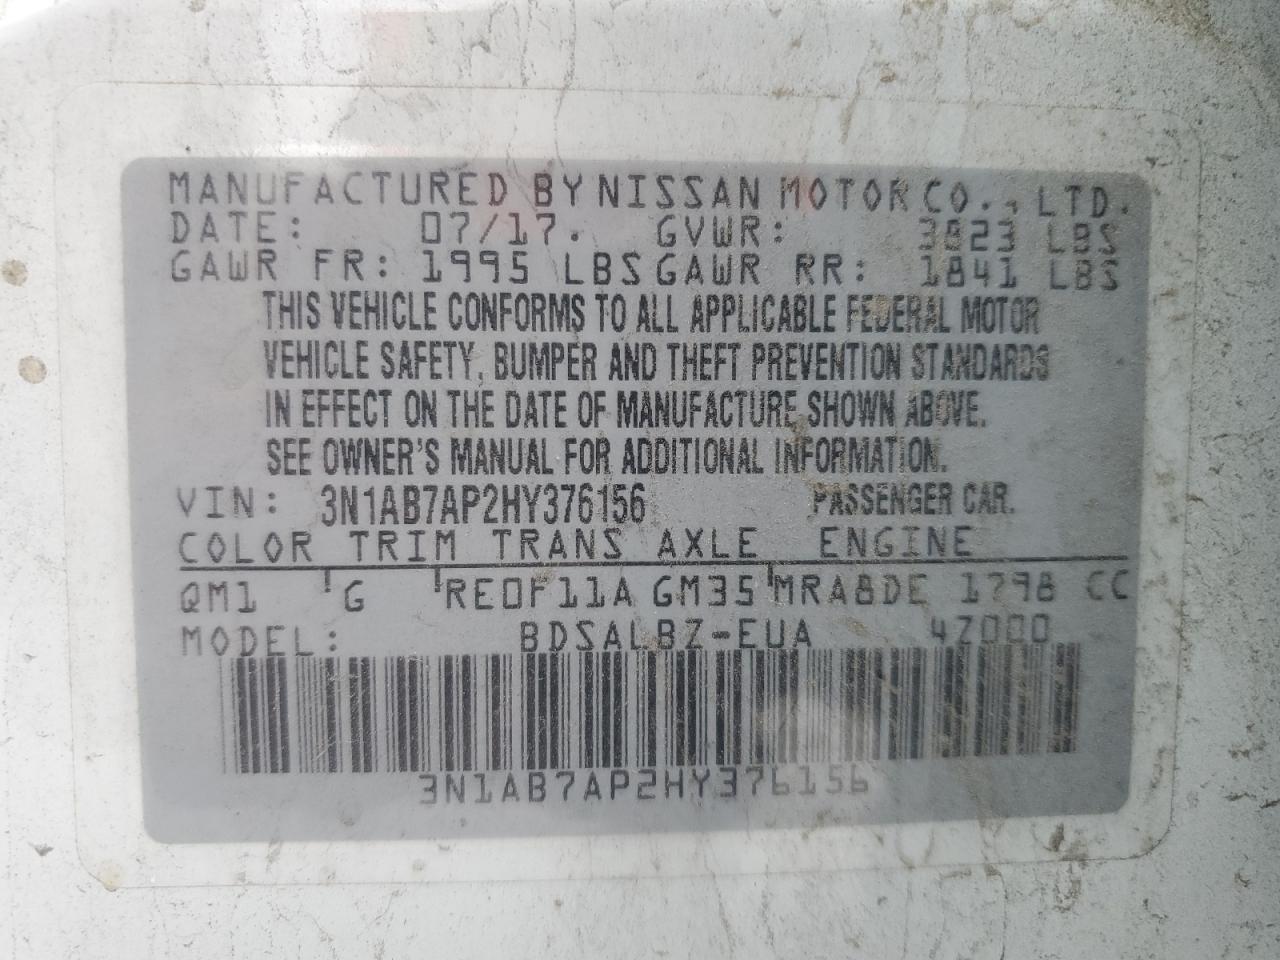 MANUFACTURED BY NISSAN MOTOR CO., LTD.
DATE: 07/17. GVWR: 3823 LBS
GAWR FR: 1995 LBS GAWR RR: 1841 LBS
THIS VEHICLE CONFORMS TO ALL APPLICABLE FEDERAL MOTOR
VEHICLE SAFETY, BUMPER AND THEFT PREVENTION STANDARDS
IN EFFECT ON THE DATE OF MANUFACTURE SHOWN ABOVE.
SEE OWNER'S MANUAL FOR ADDITIONAL INFORMATION.
VIN: 3N1AB7AP2HY376156 PASSENGER CAR.
COLOR TRIM TRANS AXLE ENGINE
QM1 G RE0F11A GM35 MRA8DE 1798 CC
MODEL: BDSALBZ-EUA 4Z000
3N1AB7AP2HY376156